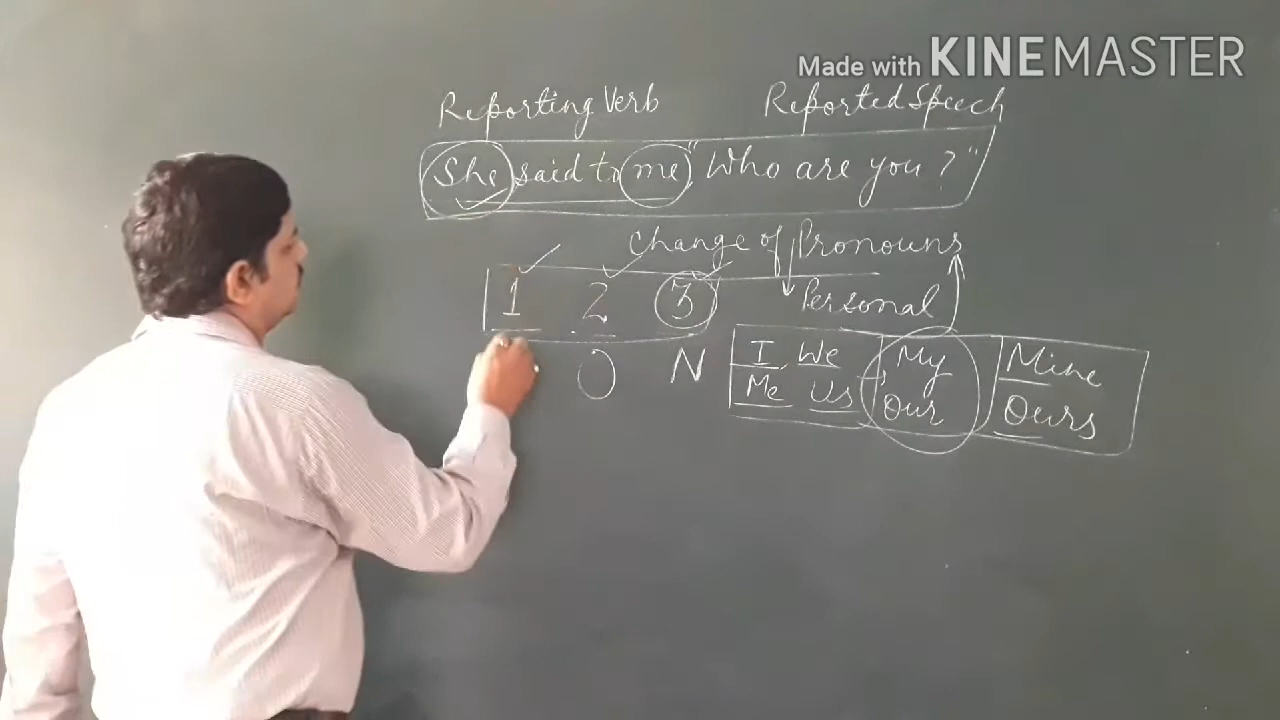 Made with KINEMASTER
Reporting Verb Reported Speech
She said to me, "Who are you?"
Change of Pronouns
1 2 3 Personal
O N
I We My Mine
Me Us Our Ours